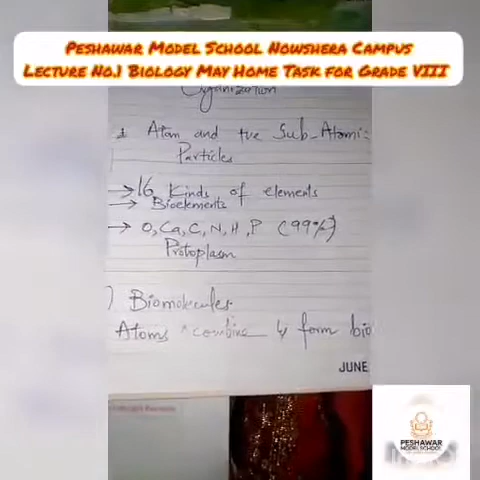 Peshawar Model School Nowshera Campus
Lecture No.1 Biology May Home Task for Grade VIII
Organization
Atom and the Sub-Atomi
Particles
→ 16 Kinds of elements
→ Bioelements
→ O, Ca, C, N, H, P (99%)
Protoplasm
) Biomolecules.
Atoms combine to form bio
JUNE
PESHAWAR
MODEL SCHOOL